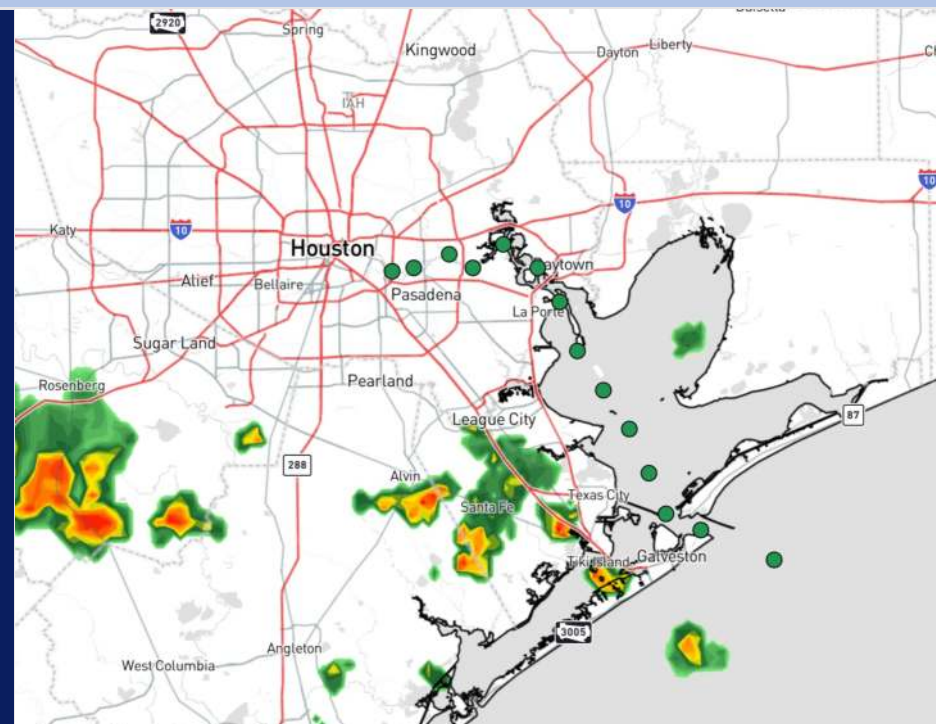 2920
Spring
Kingwood
Dayton
Liberty
IAH
10
10
Katy
10
Houston
Alief
Bellaire
Baytown
Pasadena
La Porte
Sugar Land
Rosenberg
Pearland
League City
87
288
Alvin
Santa Fe
Texas City
Tiki Island
Galveston
3005
Angleton
West Columbia